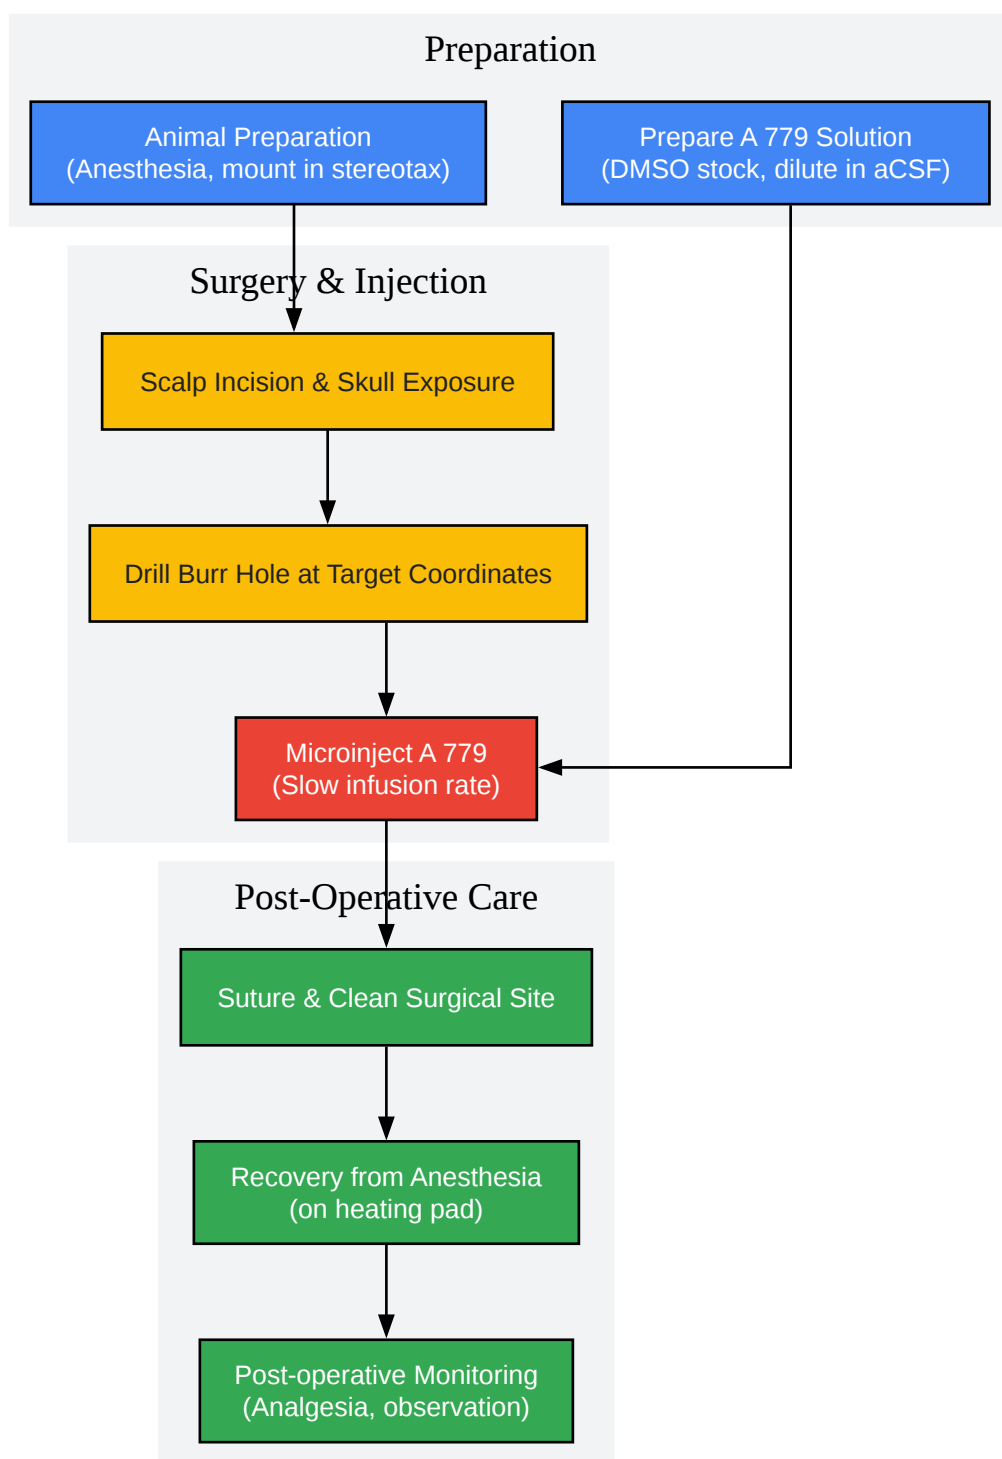 Preparation
Animal Preparation
(Anesthesia, mount in stereotax)
Prepare A 779 Solution
(DMSO stock, dilute in aCSF)
Surgery & Injection
Scalp Incision & Skull Exposure
Drill Burr Hole at Target Coordinates
Microinject A 779
(Slow infusion rate)
Post-Operative Care
Suture & Clean Surgical Site
Recovery from Anesthesia
(on heating pad)
Post-operative Monitoring
(Analgesia, observation)